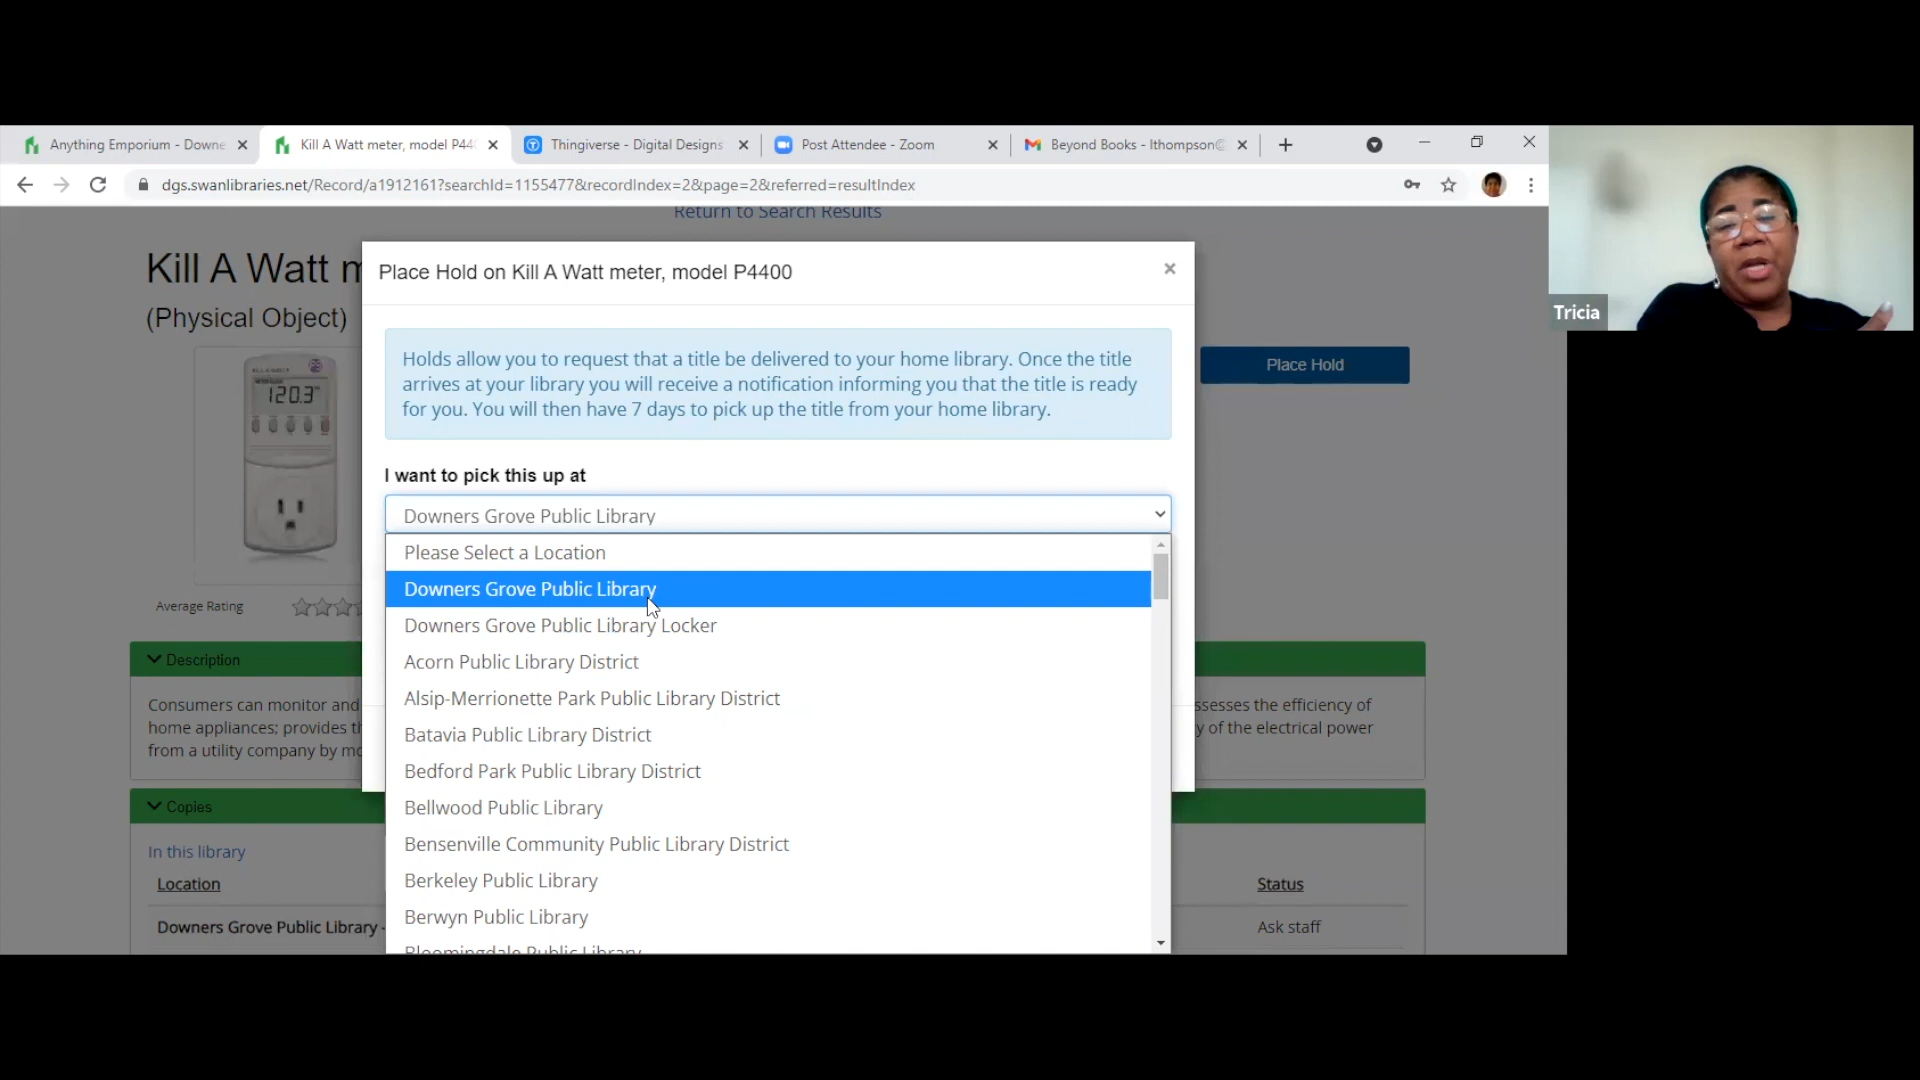 Anything Emporium - Downe
Kill A Watt meter, model P44
Thingiverse - Digital Designs
Post Attendee - Zoom
Beyond Books - lthompson@
dgs.swanlibraries.net/Record/a1912161?searchId=1155477&recordIndex=2&page=2&referred=resultIndex
Return to Search Results
Kill A Watt m
(Physical Object)
120.3
Average Rating
Place Hold on Kill A Watt meter, model P4400
×
Holds allow you to request that a title be delivered to your home library. Once the title
arrives at your library you will receive a notification informing you that the title is ready
for you. You will then have 7 days to pick up the title from your home library.
I want to pick this up at
Downers Grove Public Library
Please Select a Location
Downers Grove Public Library
Downers Grove Public Library Locker
Acorn Public Library District
Alsip-Merrionette Park Public Library District
Batavia Public Library District
Bedford Park Public Library District
Bellwood Public Library
Bensenville Community Public Library District
Berkeley Public Library
Berwyn Public Library
Bloomingdale Public Library
Place Hold
Tricia
Description
Consumers can monitor and
ssesses the efficiency of
home appliances; provides th
y of the electrical power
from a utility company by mo
Copies
In this library
Location
Status
Downers Grove Public Library -
Ask staff